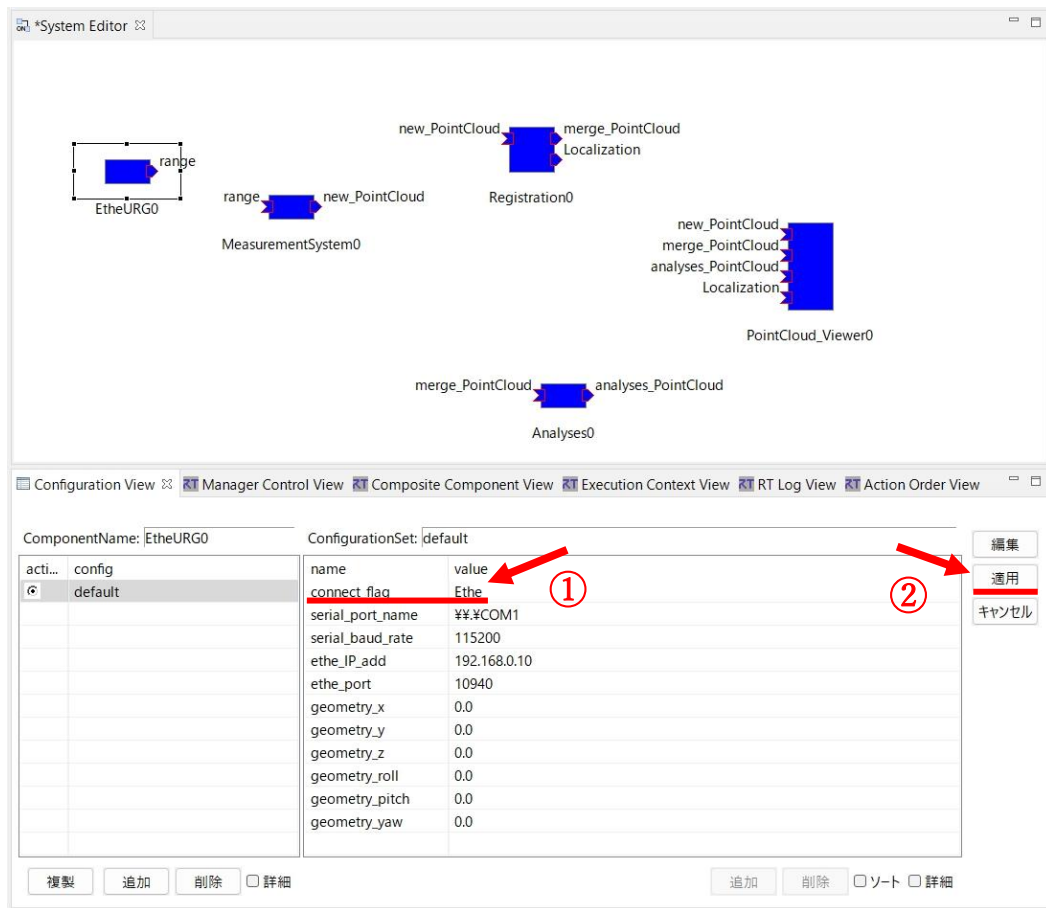 *System Editor
new_PointCloud
merge_PointCloud
Localization
Registration0
range
EtheURG0
range
new_PointCloud
MeasurementSystem0
new_PointCloud
merge_PointCloud
analyses_PointCloud
Localization
PointCloud_Viewer0
merge_PointCloud
analyses_PointCloud
Analyses0
Configuration View RT Manager Control View RT Composite Component View RT Execution Context View RT RT Log View RT Action Order View
ComponentName: EtheURG0
ConfigurationSet: default
編集
適用
キャンセル
acti... config
default
name value
connect_flag Ethe
①
②
serial_port_name ¥¥.¥COM1
serial_baud_rate 115200
ethe_IP_add 192.168.0.10
ethe_port 10940
geometry_x 0.0
geometry_y 0.0
geometry_z 0.0
geometry_roll 0.0
geometry_pitch 0.0
geometry_yaw 0.0
複製 追加 削除 詳細
追加 削除 ソート 詳細